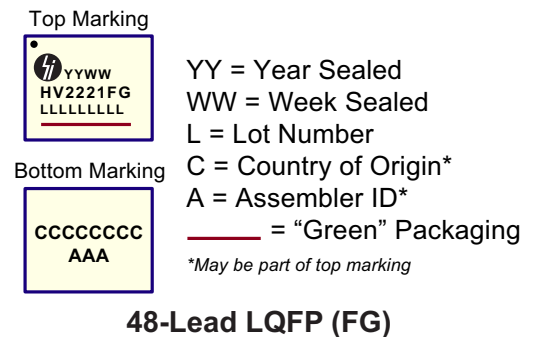 Top Marking
YYWW
HV2221FG
LLLLLLLLL
Bottom Marking
CCCCCCCC
AAA
YY = Year Sealed
WW = Week Sealed
L = Lot Number
C = Country of Origin*
A = Assembler ID*
= “Green” Packaging
*May be part of top marking
48-Lead LQFP (FG)